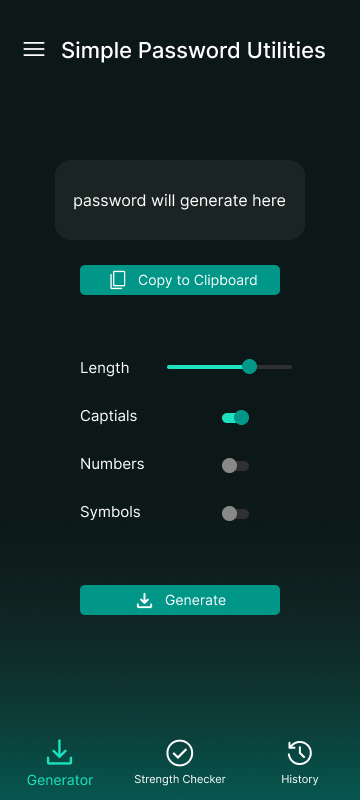 Simple Password Utilities
password will generate here
Copy to Clipboard
Length
Captials
Numbers
Symbols
Generate
Generator
Strength Checker
History